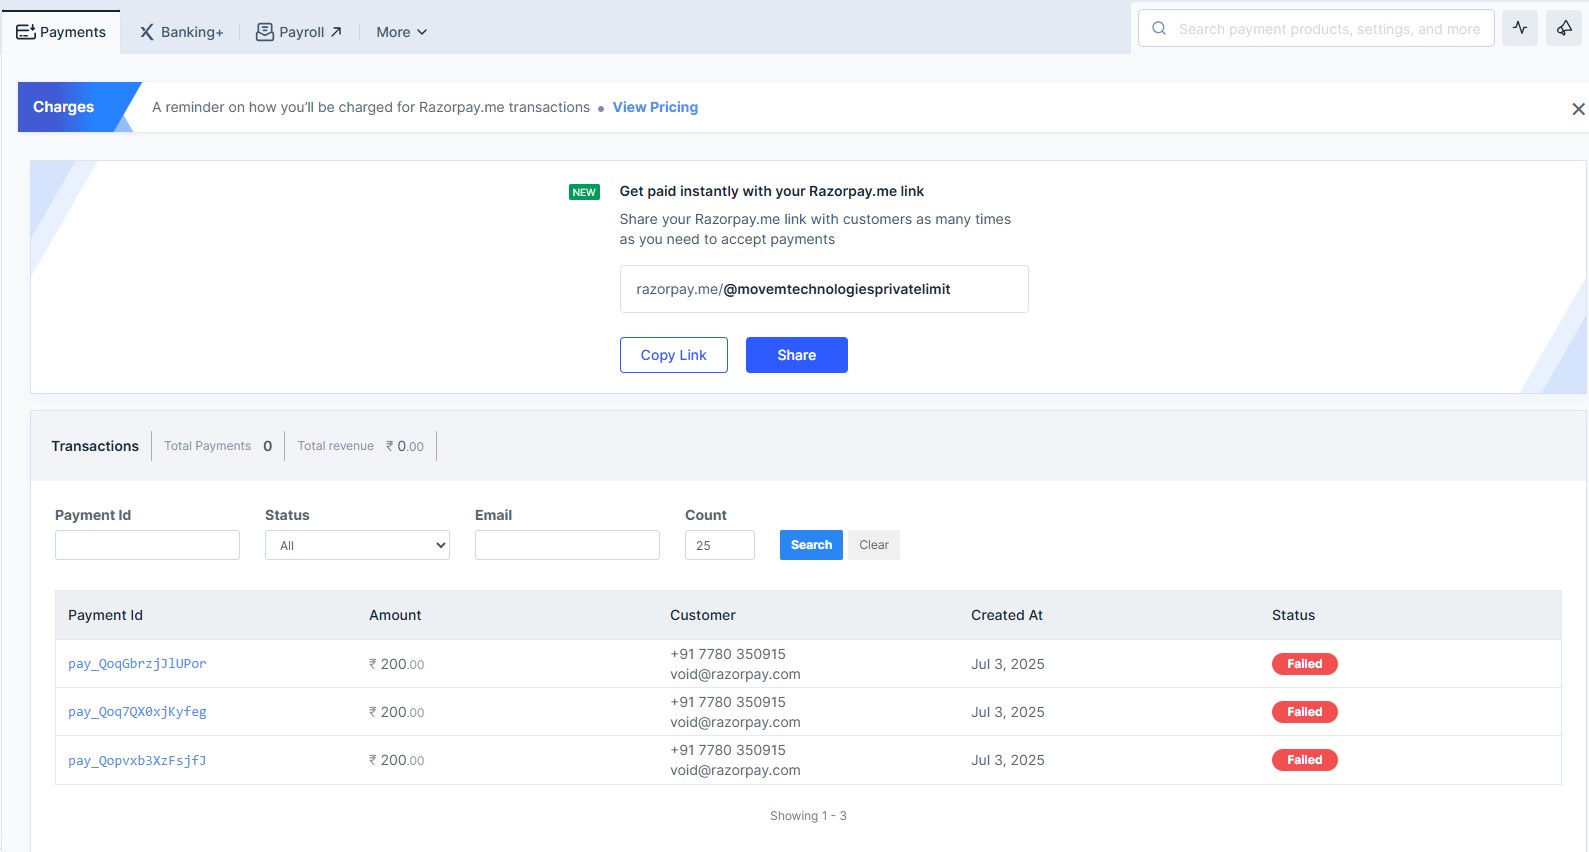 Payments
Banking+
Payroll
More
Search payment products, settings, and more
Charges
A reminder on how you’ll be charged for Razorpay.me transactions • View Pricing
NEW
Get paid instantly with your Razorpay.me link
Share your Razorpay.me link with customers as many times
as you need to accept payments
razorpay.me/@movemtechnologiesprivatelimit
Copy Link
Share
Transactions
Total Payments 0
Total revenue ₹ 0.00
Payment Id Status Email Count
All 25 Search Clear
Payment Id Amount Customer Created At Status
+91 7780 350915
pay_QoqGbrzjJlUPor ₹ 200.00 Jul 3, 2025 Failed
void@razorpay.com
+91 7780 350915
pay_Qoq7QX0xjKyfeg ₹ 200.00 Jul 3, 2025 Failed
void@razorpay.com
+91 7780 350915
pay_Qopvxb3XzFsjfJ ₹ 200.00 Jul 3, 2025 Failed
void@razorpay.com
Showing 1 - 3